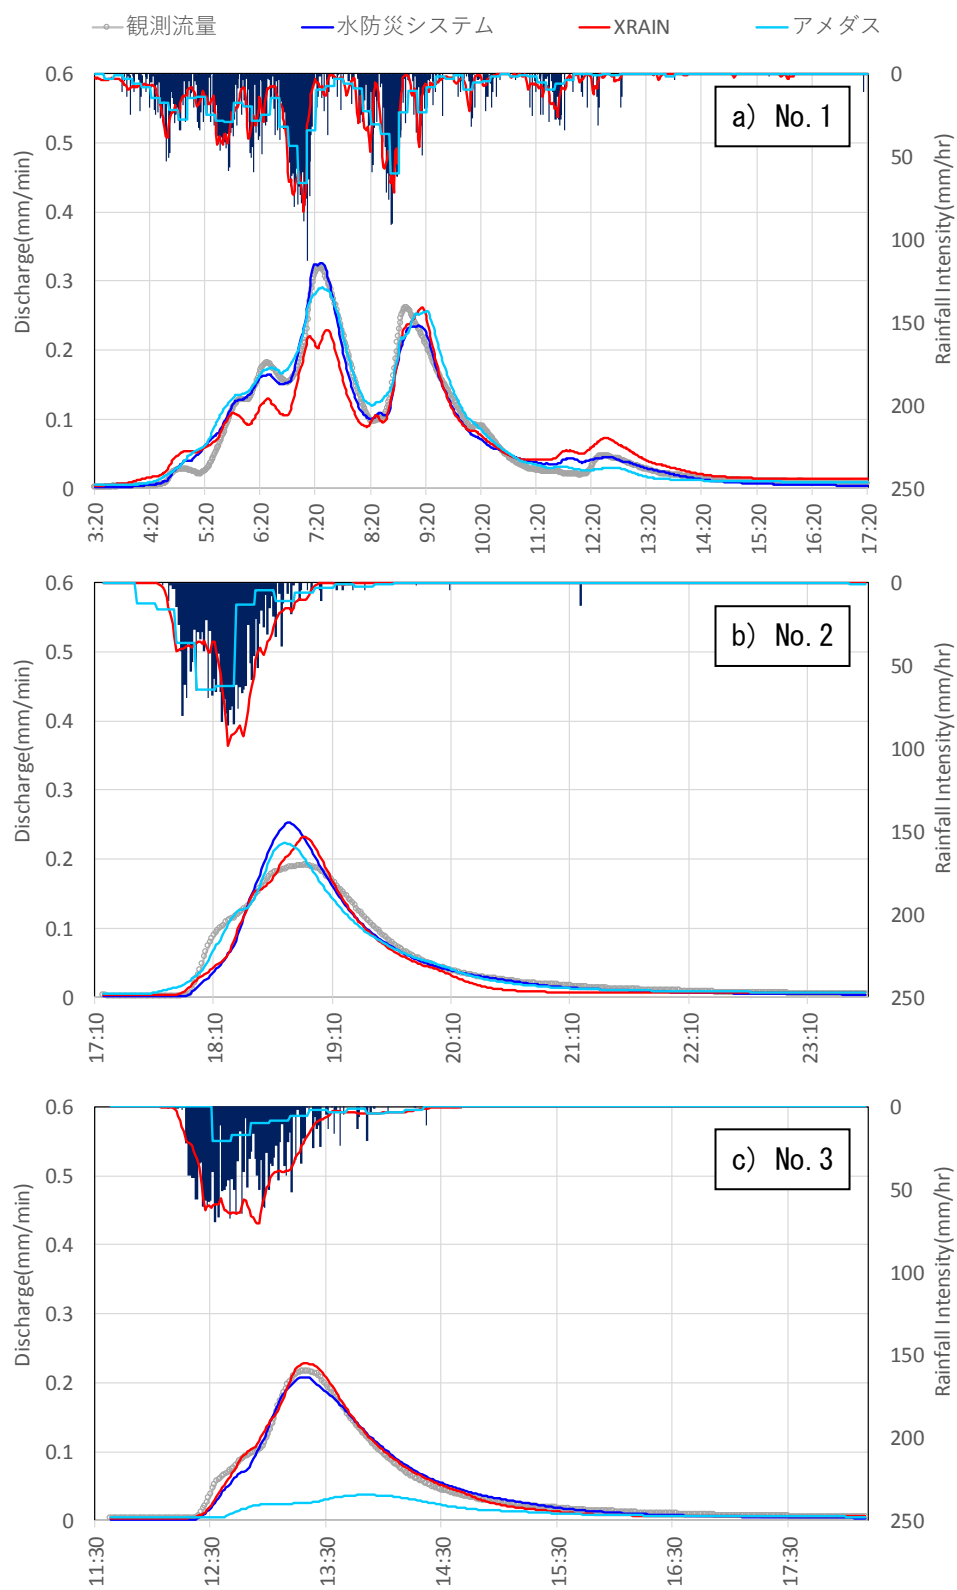 観測流量 水防災システム XRAIN アメダス
0.6 0
0.5 50
0.4 100
0.3 150
0.2 200
0.1
0 250
Discharge(mm/min)
Rainfall Intensity(mm/hr)
a) No.1
3:20 4:20 5:20 6:20 7:20 8:20 9:20 10:20 11:20 12:20 13:20 14:20 15:20 16:20 17:20
0.6 0
0.5 50
0.4 100
0.3 150
0.2 200
0.1
0 250
Discharge(mm/min)
Rainfall Intensity(mm/hr)
b) No.2
17:10 18:10 19:10 20:10 21:10 22:10 23:10
0.6 0
0.5 50
0.4 100
0.3 150
0.2 200
0.1
0 250
Discharge(mm/min)
Rainfall Intensity(mm/hr)
c) No.3
11:30 12:30 13:30 14:30 15:30 16:30 17:30